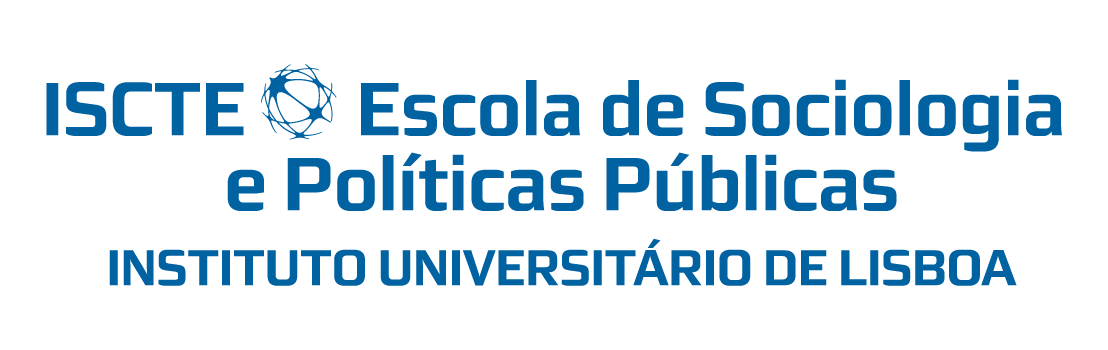 ISCTE Escola de Sociologia
e Políticas Públicas
INSTITUTO UNIVERSITÁRIO DE LISBOA